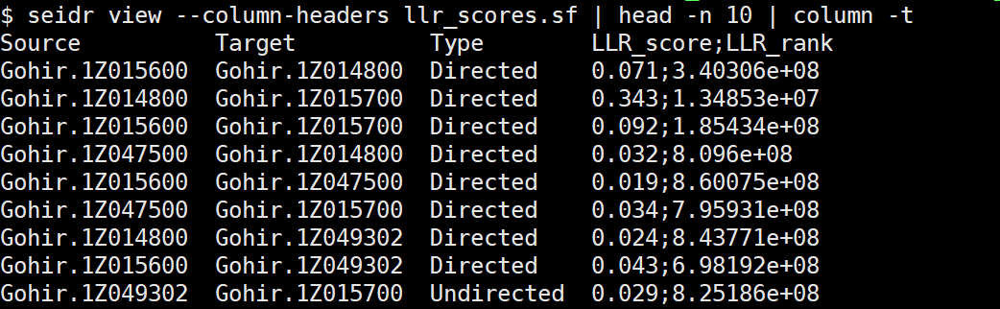 $ seidr view --column-headers llr_scores.sf | head -n 10 | column -t
Source Target Type LLR_score;LLR_rank
Gohir.1Z015600 Gohir.1Z014800 Directed 0.071;3.40306e+08
Gohir.1Z014800 Gohir.1Z015700 Directed 0.343;1.34853e+07
Gohir.1Z015600 Gohir.1Z015700 Directed 0.092;1.85434e+08
Gohir.1Z047500 Gohir.1Z014800 Directed 0.032;8.096e+08
Gohir.1Z015600 Gohir.1Z047500 Directed 0.019;8.60075e+08
Gohir.1Z047500 Gohir.1Z015700 Directed 0.034;7.95931e+08
Gohir.1Z014800 Gohir.1Z049302 Directed 0.024;8.43771e+08
Gohir.1Z015600 Gohir.1Z049302 Directed 0.043;6.98192e+08
Gohir.1Z049302 Gohir.1Z015700 Undirected 0.029;8.25186e+08